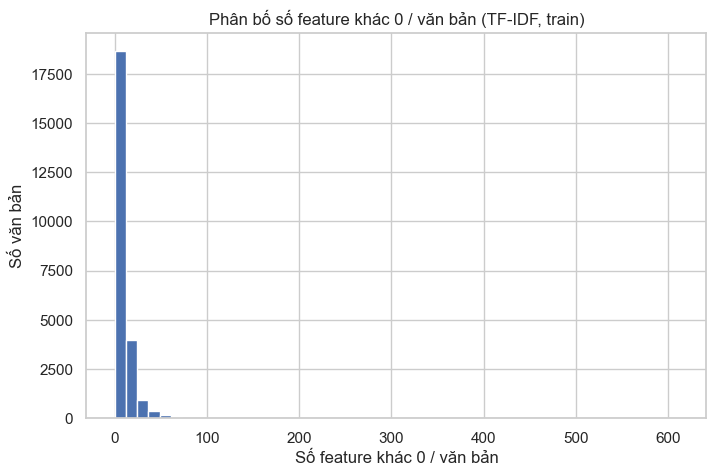 Phân bố số feature khác 0 / văn bản (TF-IDF, train)
17500
15000
12500
10000
7500
5000
2500
0
Số văn bản
0 100 200 300 400 500 600
Số feature khác 0 / văn bản